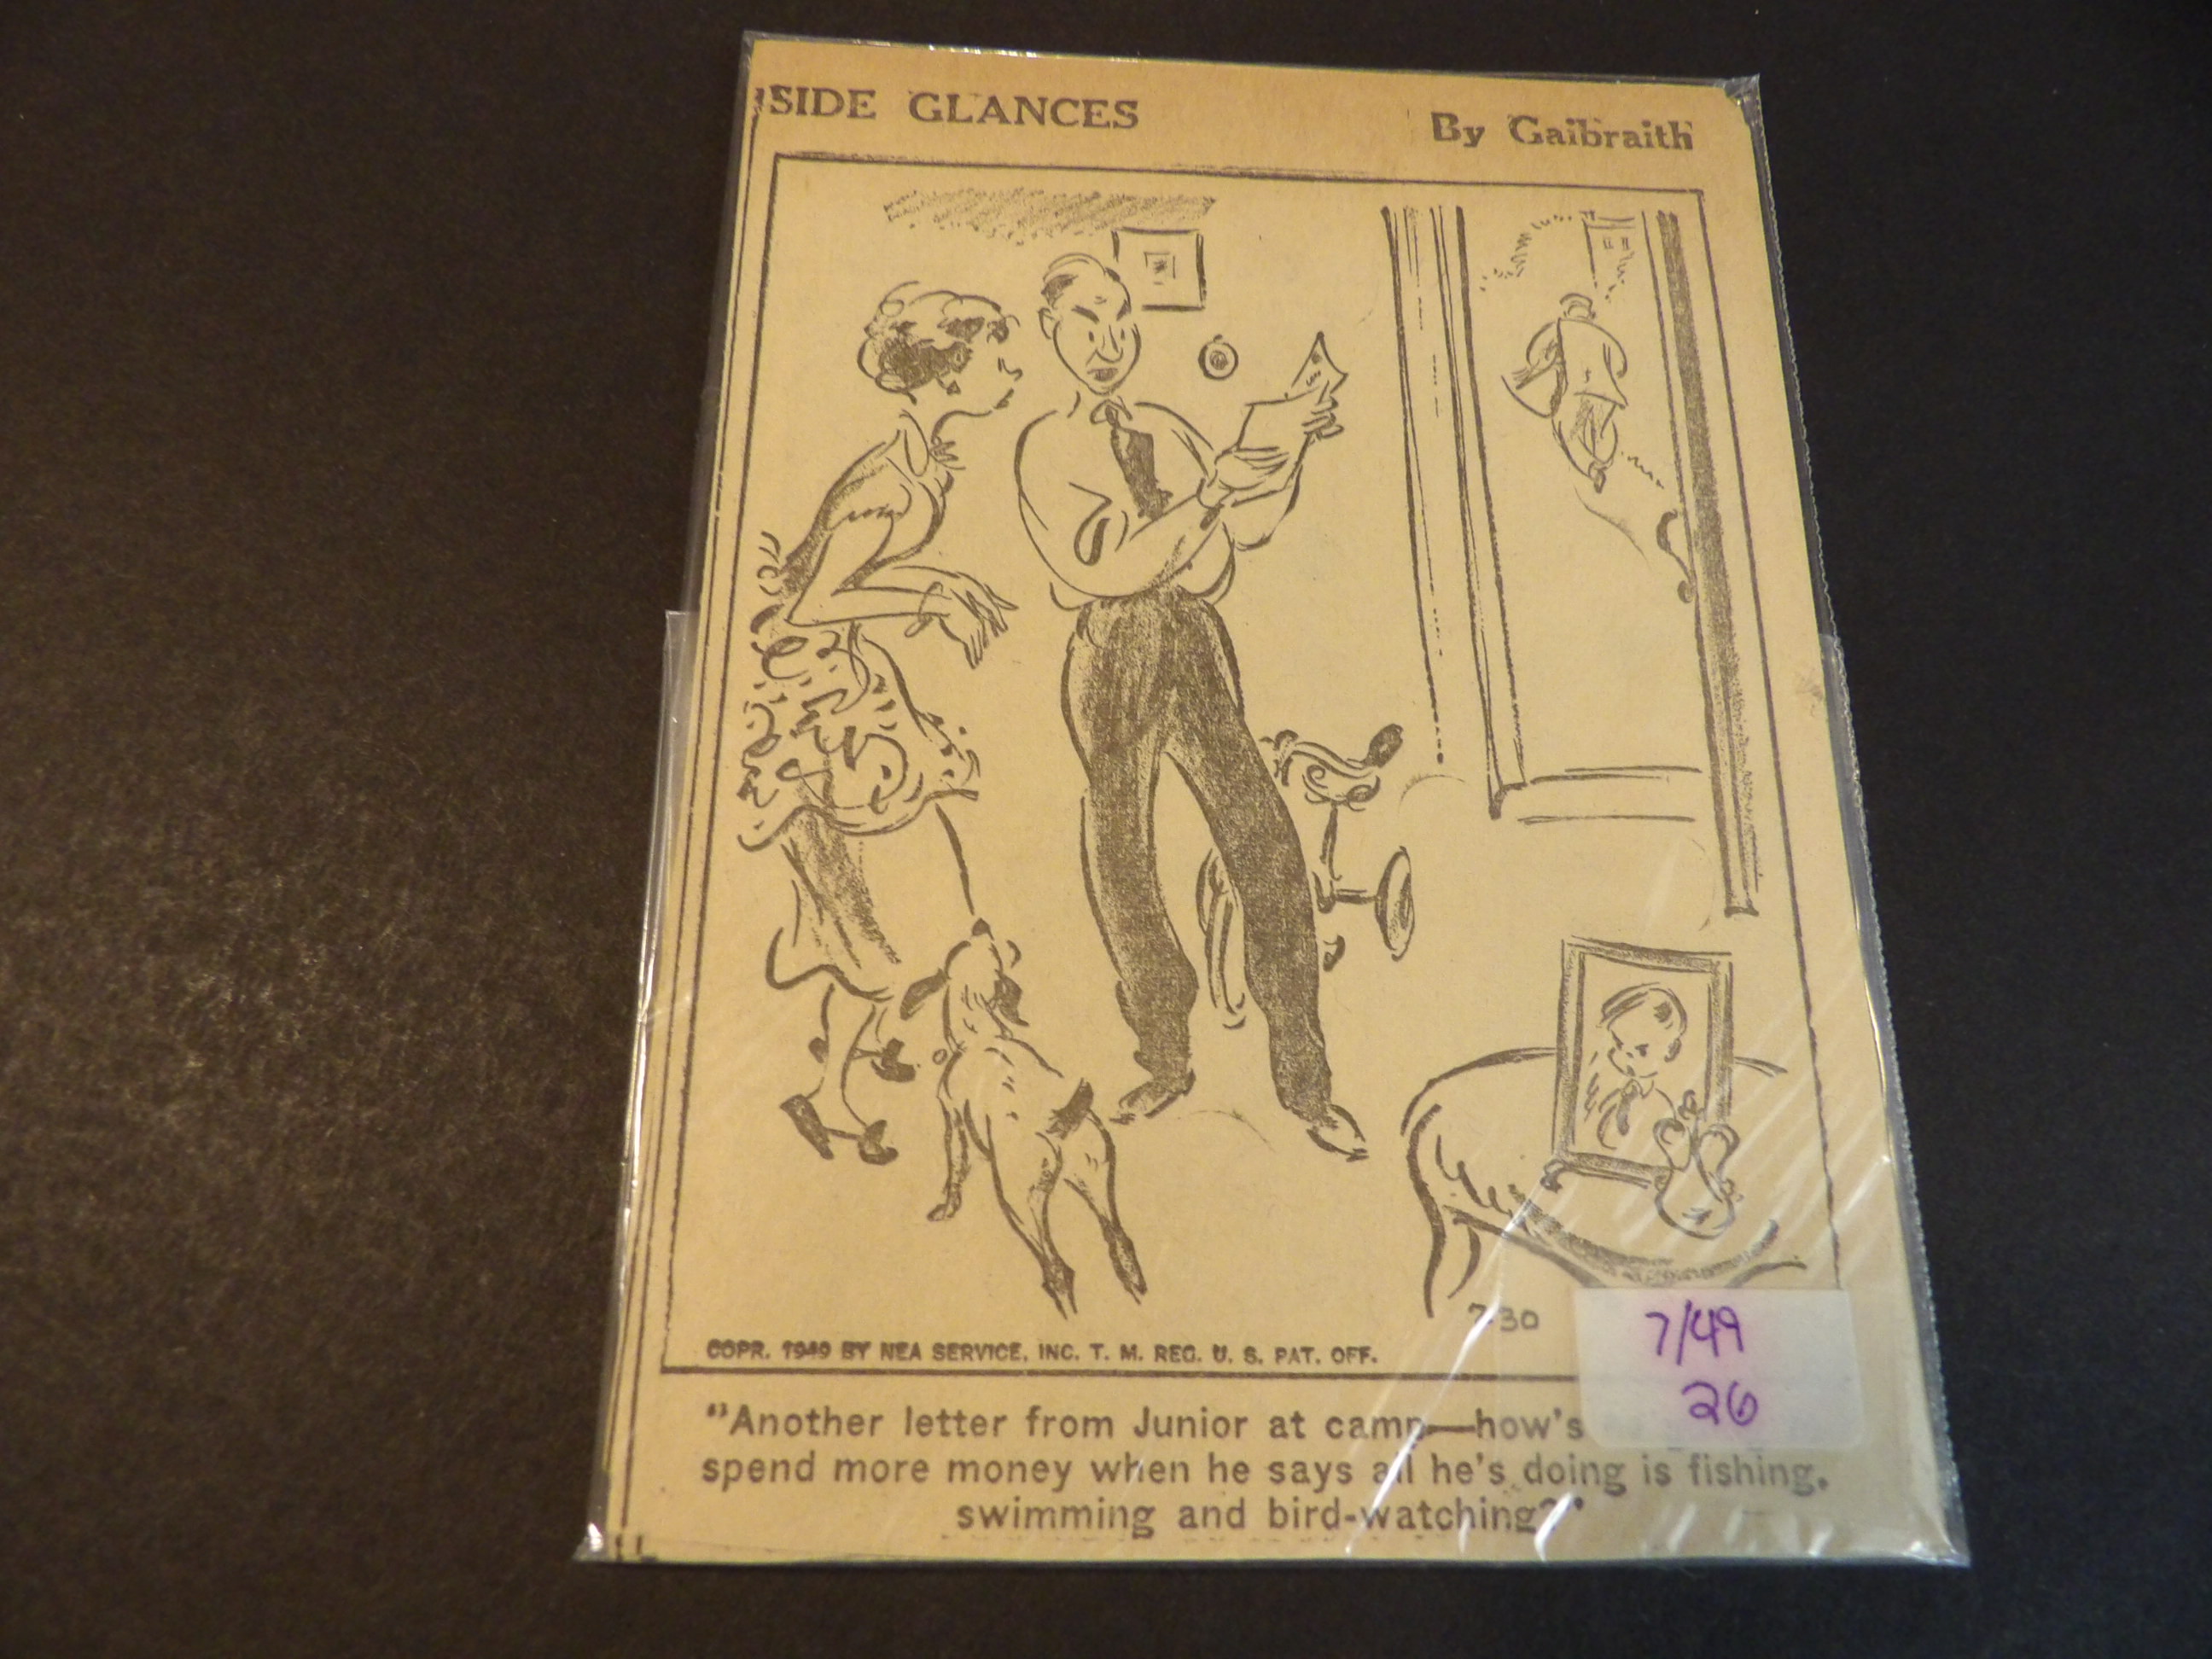 SIDE GLANCES
By Galbraith
7-30
COPR. 1949 BY NEA SERVICE, INC. T. M. REG. U. S. PAT. OFF.
7/49
26
"Another letter from Junior at camp—how's
spend more money when he says all he's doing is fishing,
swimming and bird-watching?"